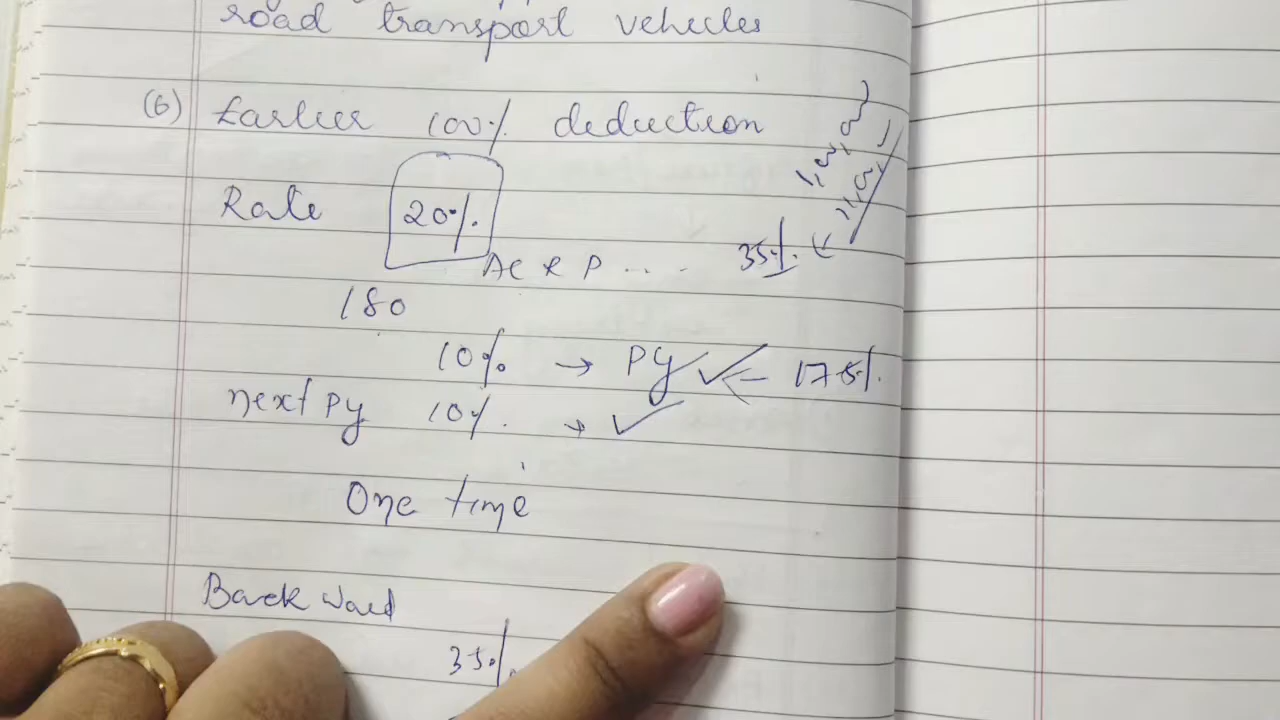 road transport vehicles
(6) Earlier 100% deduction
Rate 20%.
35%. ←
180
10% → PY ✓ ← 17.5%.
next PY 10%. → ✓
One time
Backward
35%.